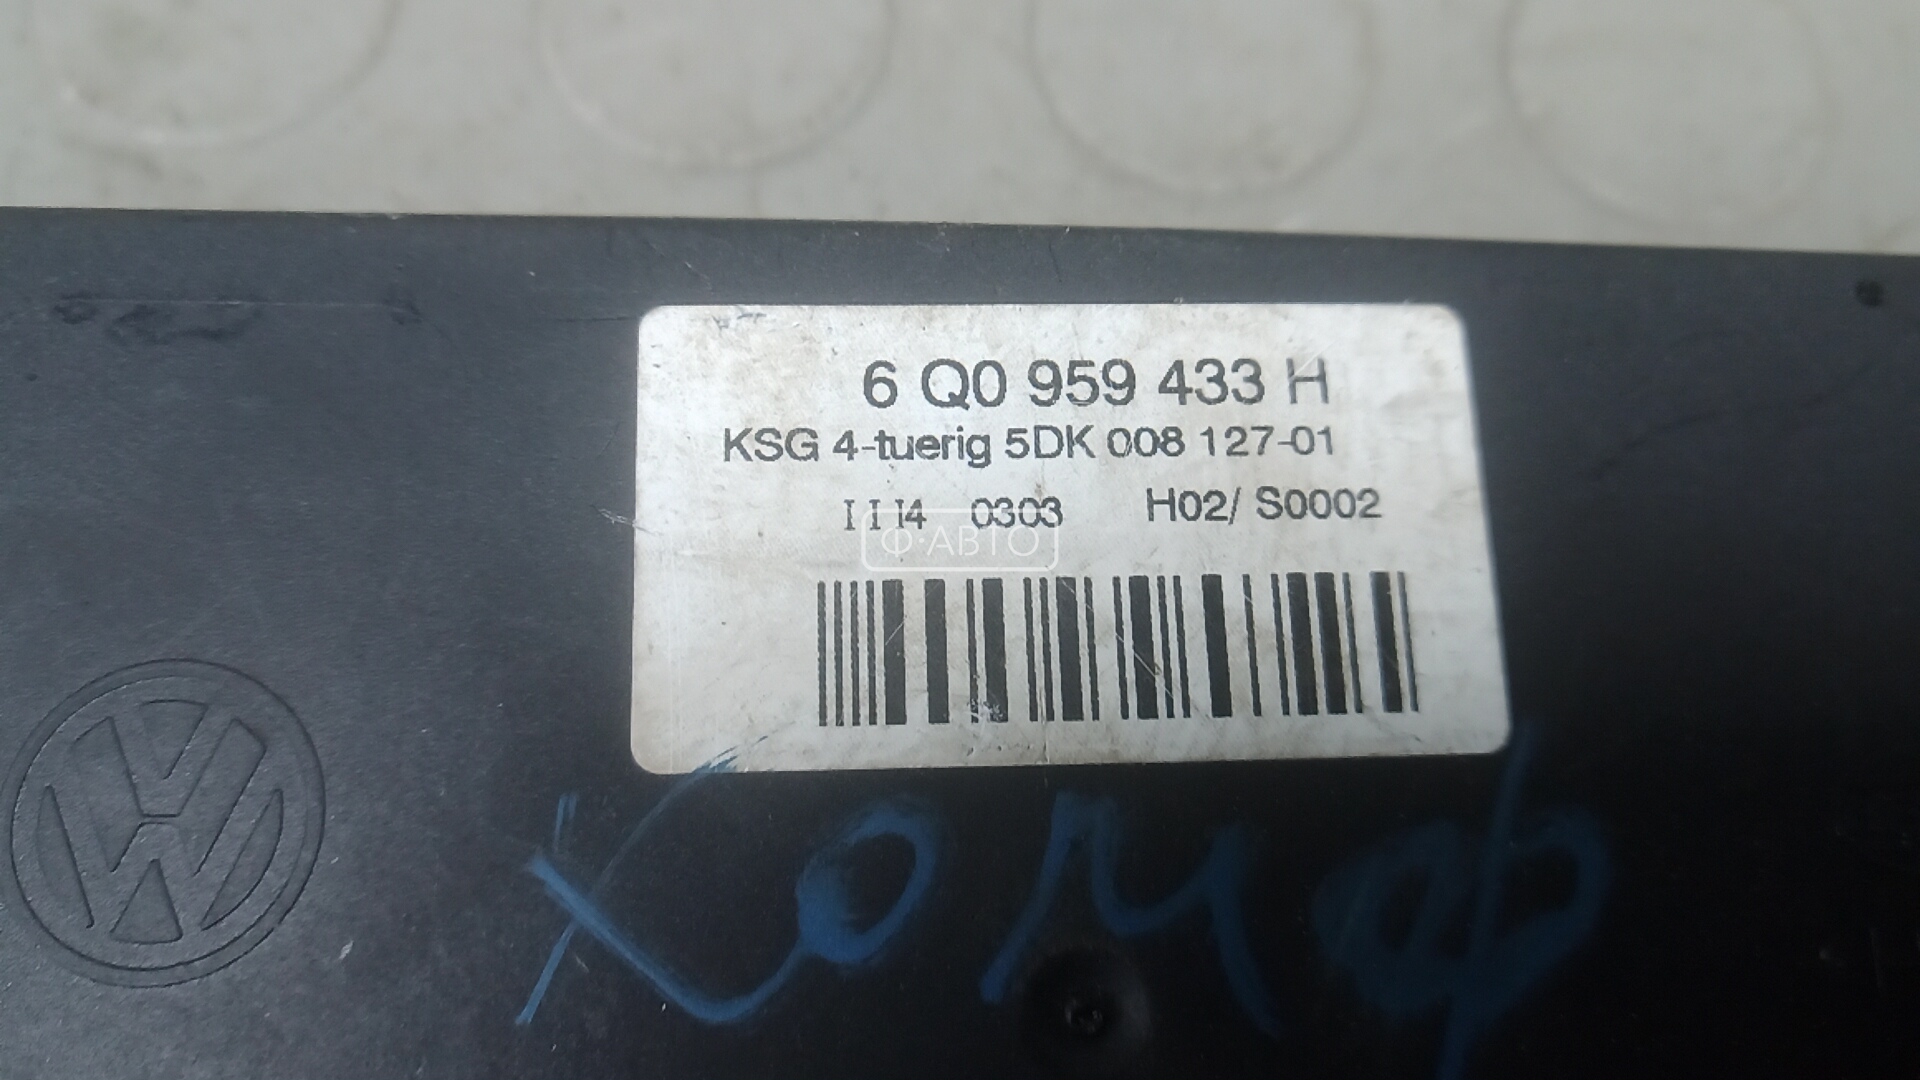 6 Q0 959 433 H
KSG 4-tuerig 5DK 008 127-01
I I I4 0303 H02/ S0002
Ф·АВТО
комф